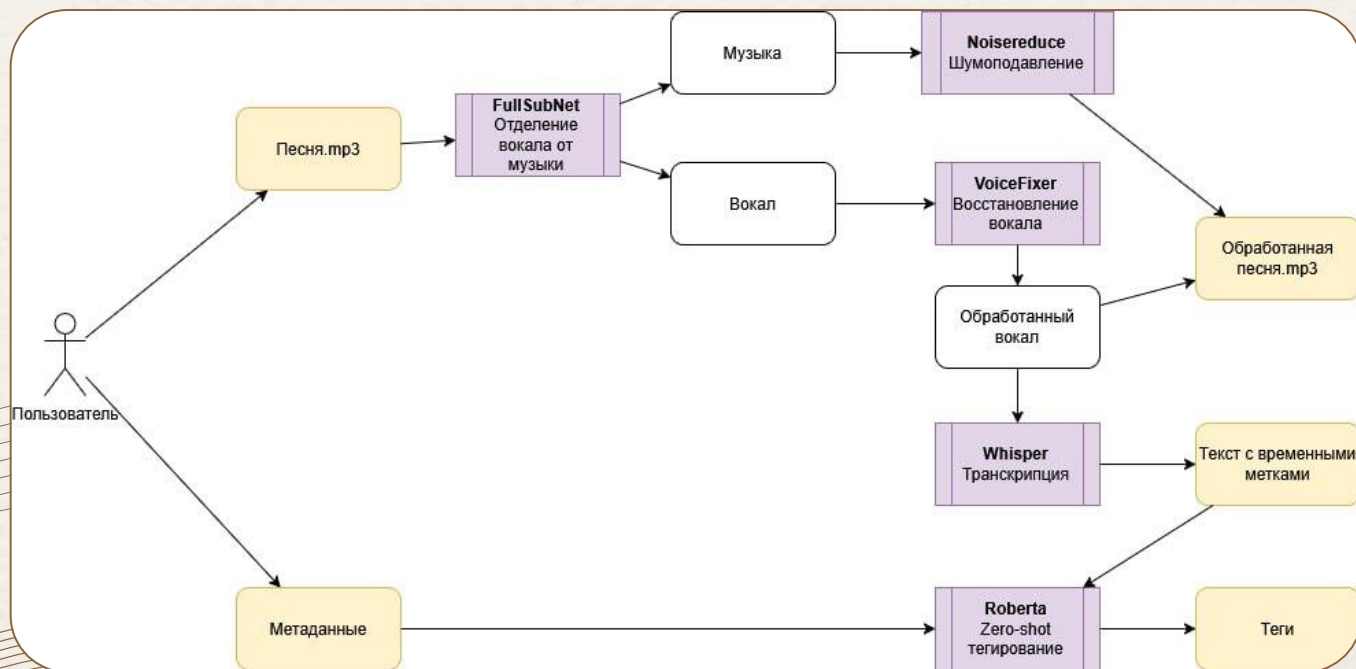 Музыка
Noisereduce
Шумоподавление
Песня.mp3
FullSubNet
Отделение
вокала от
музыки
Вокал
VoiceFixer
Восстановление
вокала
Обработанная
песня.mp3
Обработанный
вокал
Пользователь
Whisper
Транскрипция
Текст с временными
метками
Метаданные
Roberta
Zero-shot
тегирование
Теги